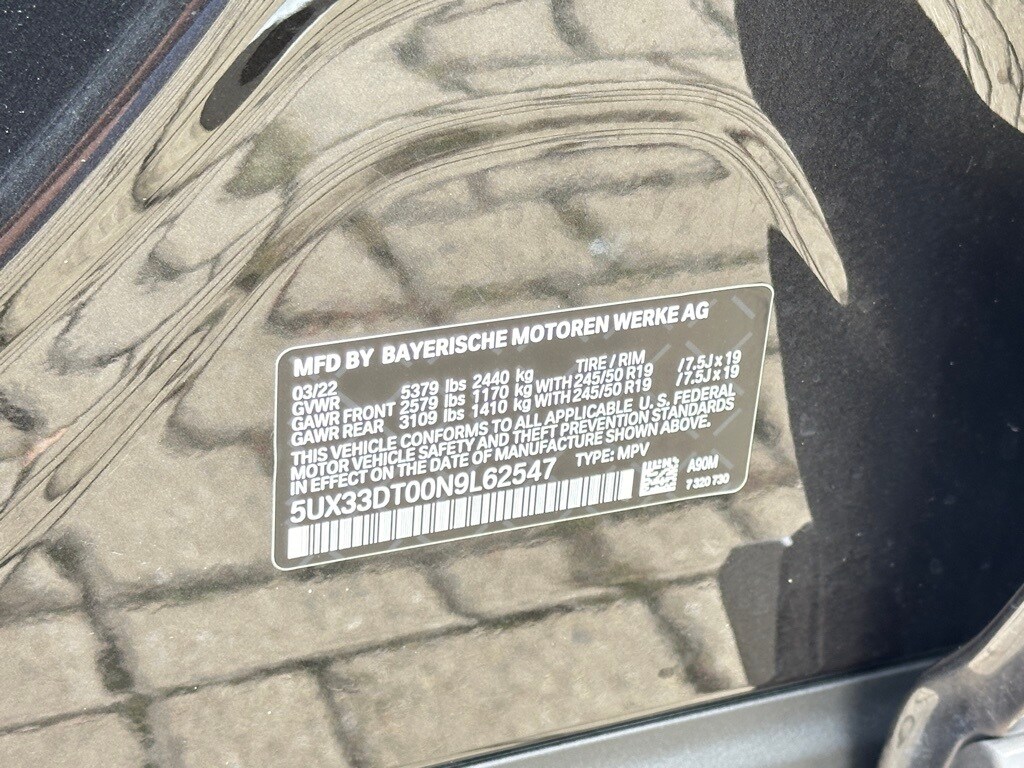 MFD BY BAYERISCHE MOTOREN WERKE AG
03/22 TIRE / RIM
GVWR 5379 lbs 2440 kg
GAWR FRONT 2579 lbs 1170 kg WITH 245/50 R19 / 7.5J x 19
GAWR REAR 3109 lbs 1410 kg WITH 245/50 R19 / 7.5J x 19
THIS VEHICLE CONFORMS TO ALL APPLICABLE U. S. FEDERAL
MOTOR VEHICLE SAFETY AND THEFT PREVENTION STANDARDS
IN EFFECT ON THE DATE OF MANUFACTURE SHOWN ABOVE.
5UX33DT00N9L62547 TYPE: MPV
A90M
7 320 730